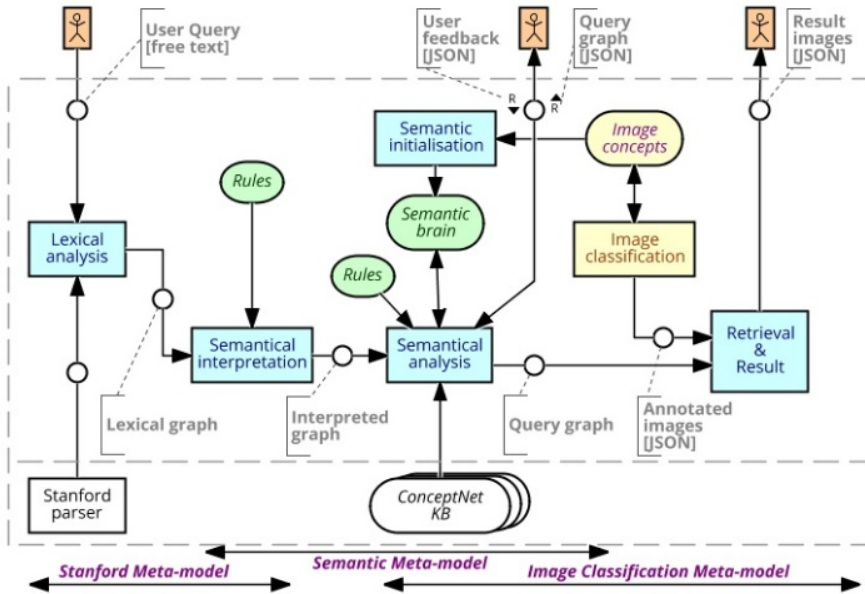 User Query
[free text]
User
feedback
[JSON]
Query
graph
[JSON]
Result
images
[JSON]
R
R
Semantic
initialisation
Image
concepts
Rules
Semantic
brain
Lexical
analysis
Image
classification
Rules
Semantical
interpretation
Semantical
analysis
Retrieval
&
Result
Lexical graph
Interpreted
graph
Query graph
Annotated
images
[JSON]
Stanford
parser
ConceptNet
KB
Semantic Meta-model
Stanford Meta-model
Image Classification Meta-model